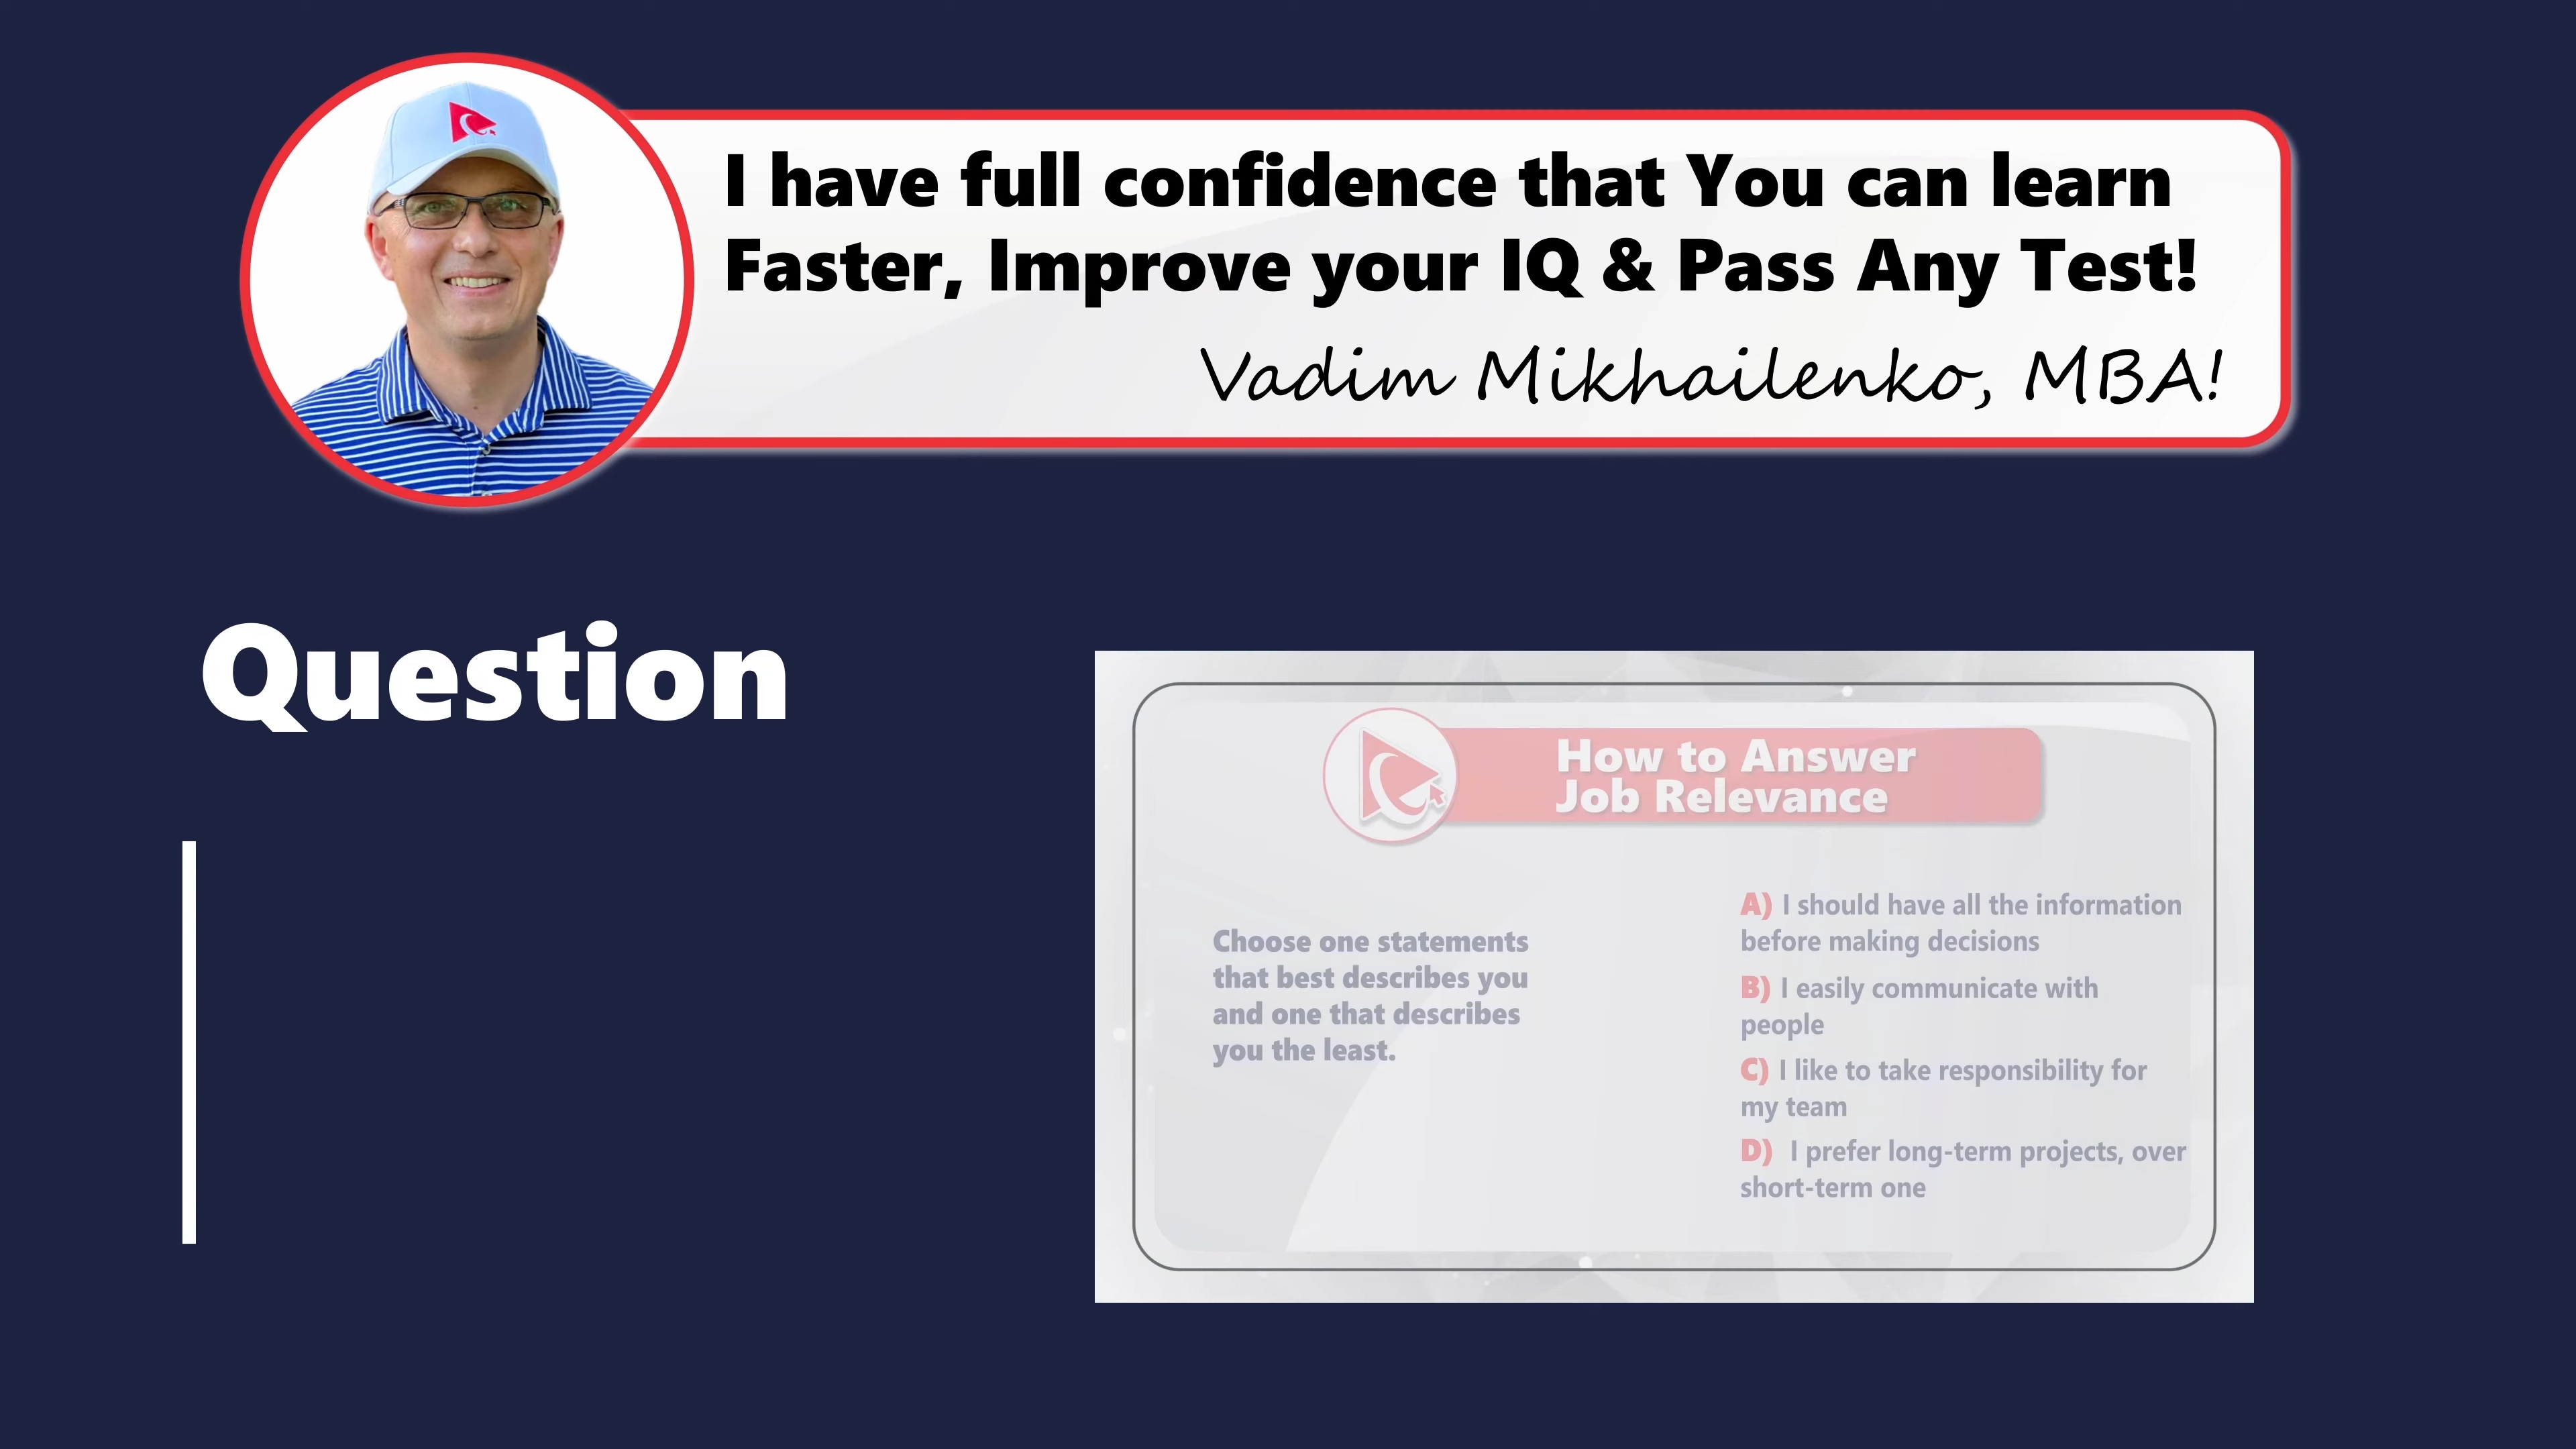 I have full confidence that You can learn
Faster, Improve your IQ & Pass Any Test!
Vadim Mikhailenko, MBA!
Question
How to Answer
Job Relevance
Choose one statements
that best describes you
and one that describes
you the least.
A) I should have all the information
before making decisions
B) I easily communicate with
people
C) I like to take responsibility for
my team
D) I prefer long-term projects, over
short-term one